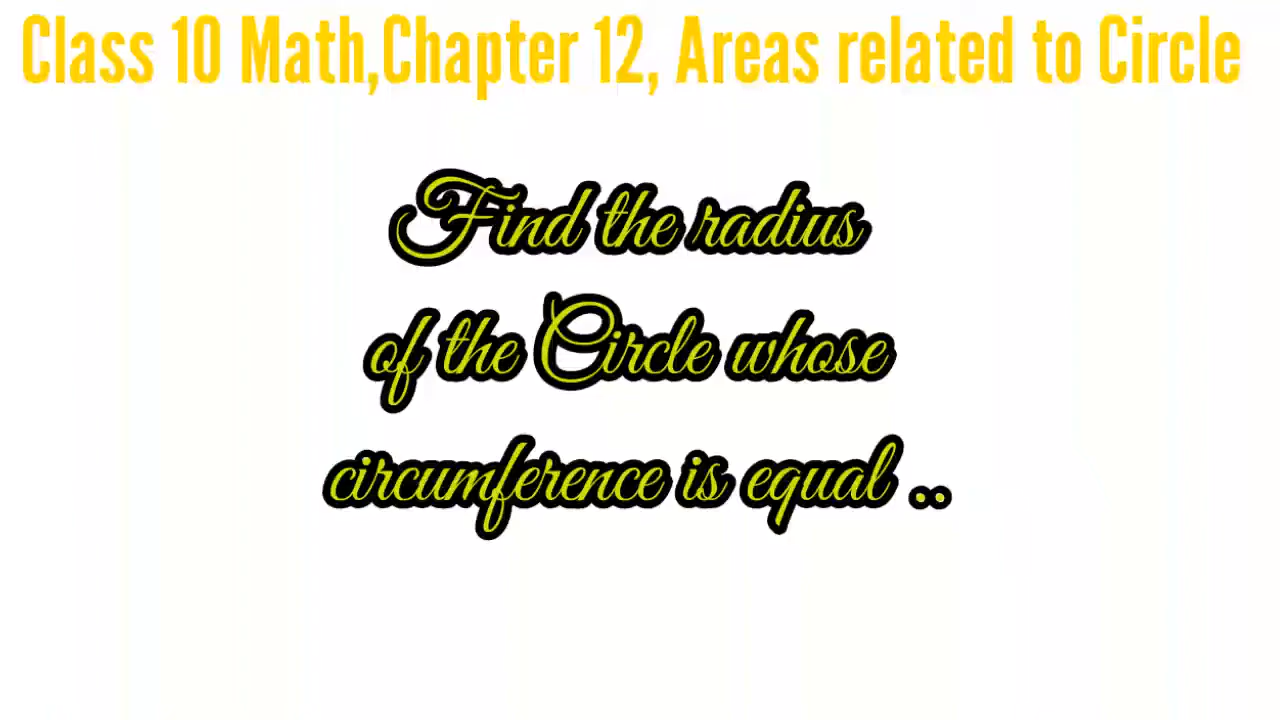 Class 10 Math,Chapter 12, Areas related to Circle
Find the radius
of the Circle whose
circumference is equal ..